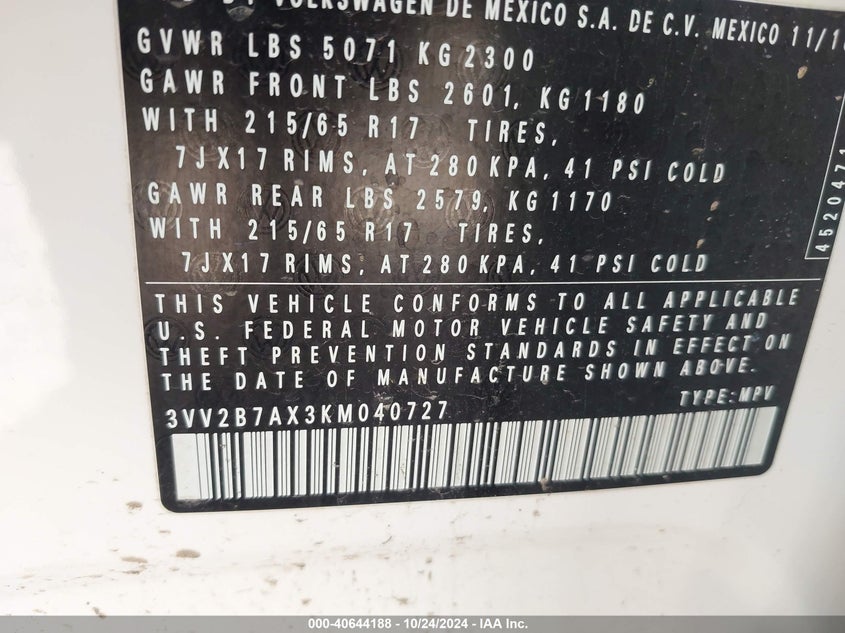 VOLKSWAGEN DE MEXICO S.A. DE C.V. MEXICO 11/1
GVWR LBS 5071 KG 2300
GAWR FRONT LBS 2601, KG 1180
WITH 215/65 R17 TIRES,
7JX17 RIMS, AT 280 KPA, 41 PSI COLD
GAWR REAR LBS 2579, KG 1170
WITH 215/65 R17 TIRES,
7JX17 RIMS, AT 280 KPA, 41 PSI COLD
4520471
THIS VEHICLE CONFORMS TO ALL APPLICABLE
U.S. FEDERAL MOTOR VEHICLE SAFETY AND
THEFT PREVENTION STANDARDS IN EFFECT ON
THE DATE OF MANUFACTURE SHOWN ABOVE.
TYPE:MPV
3VV2B7AX3KM040727
000-40644188 - 10/24/2024 - IAA Inc.